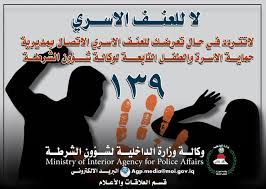 لا للعنف الاسري
لاتتردد في حال تعرضك للعنف الاسري الاتصال بمديرية
حماية الاسرة والطفل التابعة لوكالة شؤون الشرطة
١٣٩
وكالة وزارة الداخلية لشؤون الشرطة
Ministry of Interior Agency for Police Affairs
Agp.media@moi.gov.iq البريد الالكتروني
قسم العلاقات والأعلام